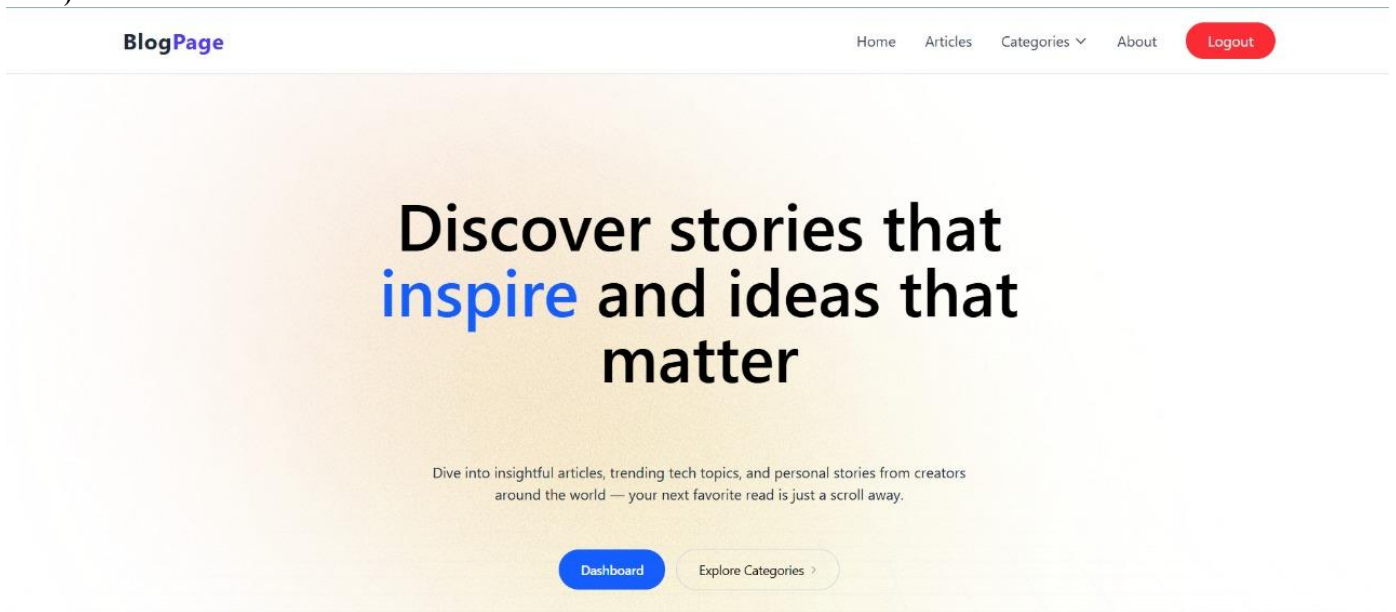 BlogPage
Home Articles Categories About Logout
Discover stories that
inspire and ideas that
matter
Dive into insightful articles, trending tech topics, and personal stories from creators
around the world — your next favorite read is just a scroll away.
Dashboard Explore Categories